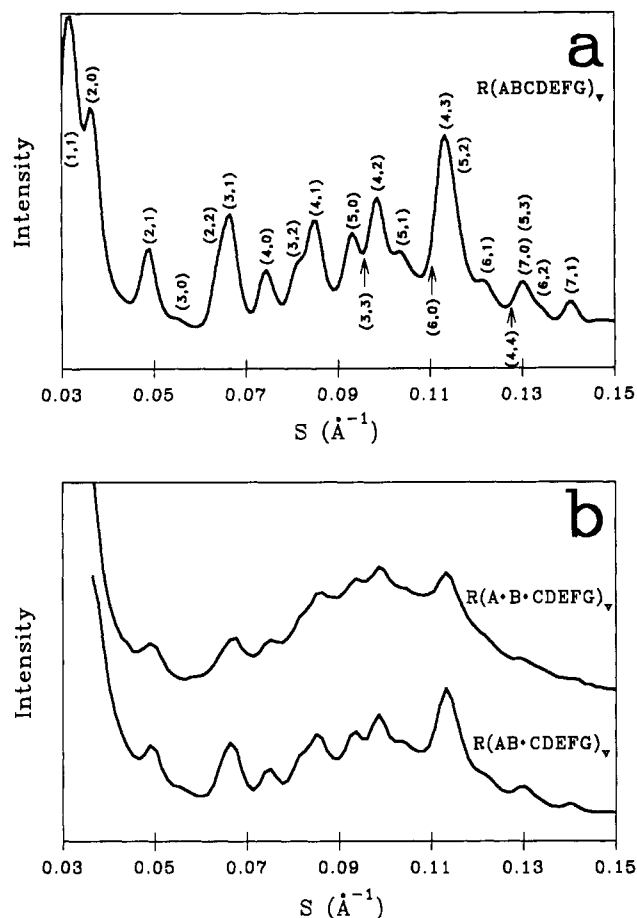 a
R(ABCDEFG)▿
Intensity
(1,1)
(2,0)
(2,1)
(3,0)
(2,2)
(3,1)
(4,0)
(3,2)
(4,1)
(5,0)
(3,3)
(4,2)
(5,1)
(6,0)
(4,3)
(5,2)
(6,1)
(4,4)
(7,0) (5,3)
(6,2)
(7,1)
0.03 0.05 0.07 0.09 0.11 0.13 0.15
S (Å⁻¹)
b
R(A•B•CDEFG)▿
R(AB•CDEFG)▿
Intensity
0.03 0.05 0.07 0.09 0.11 0.13 0.15
S (Å⁻¹)